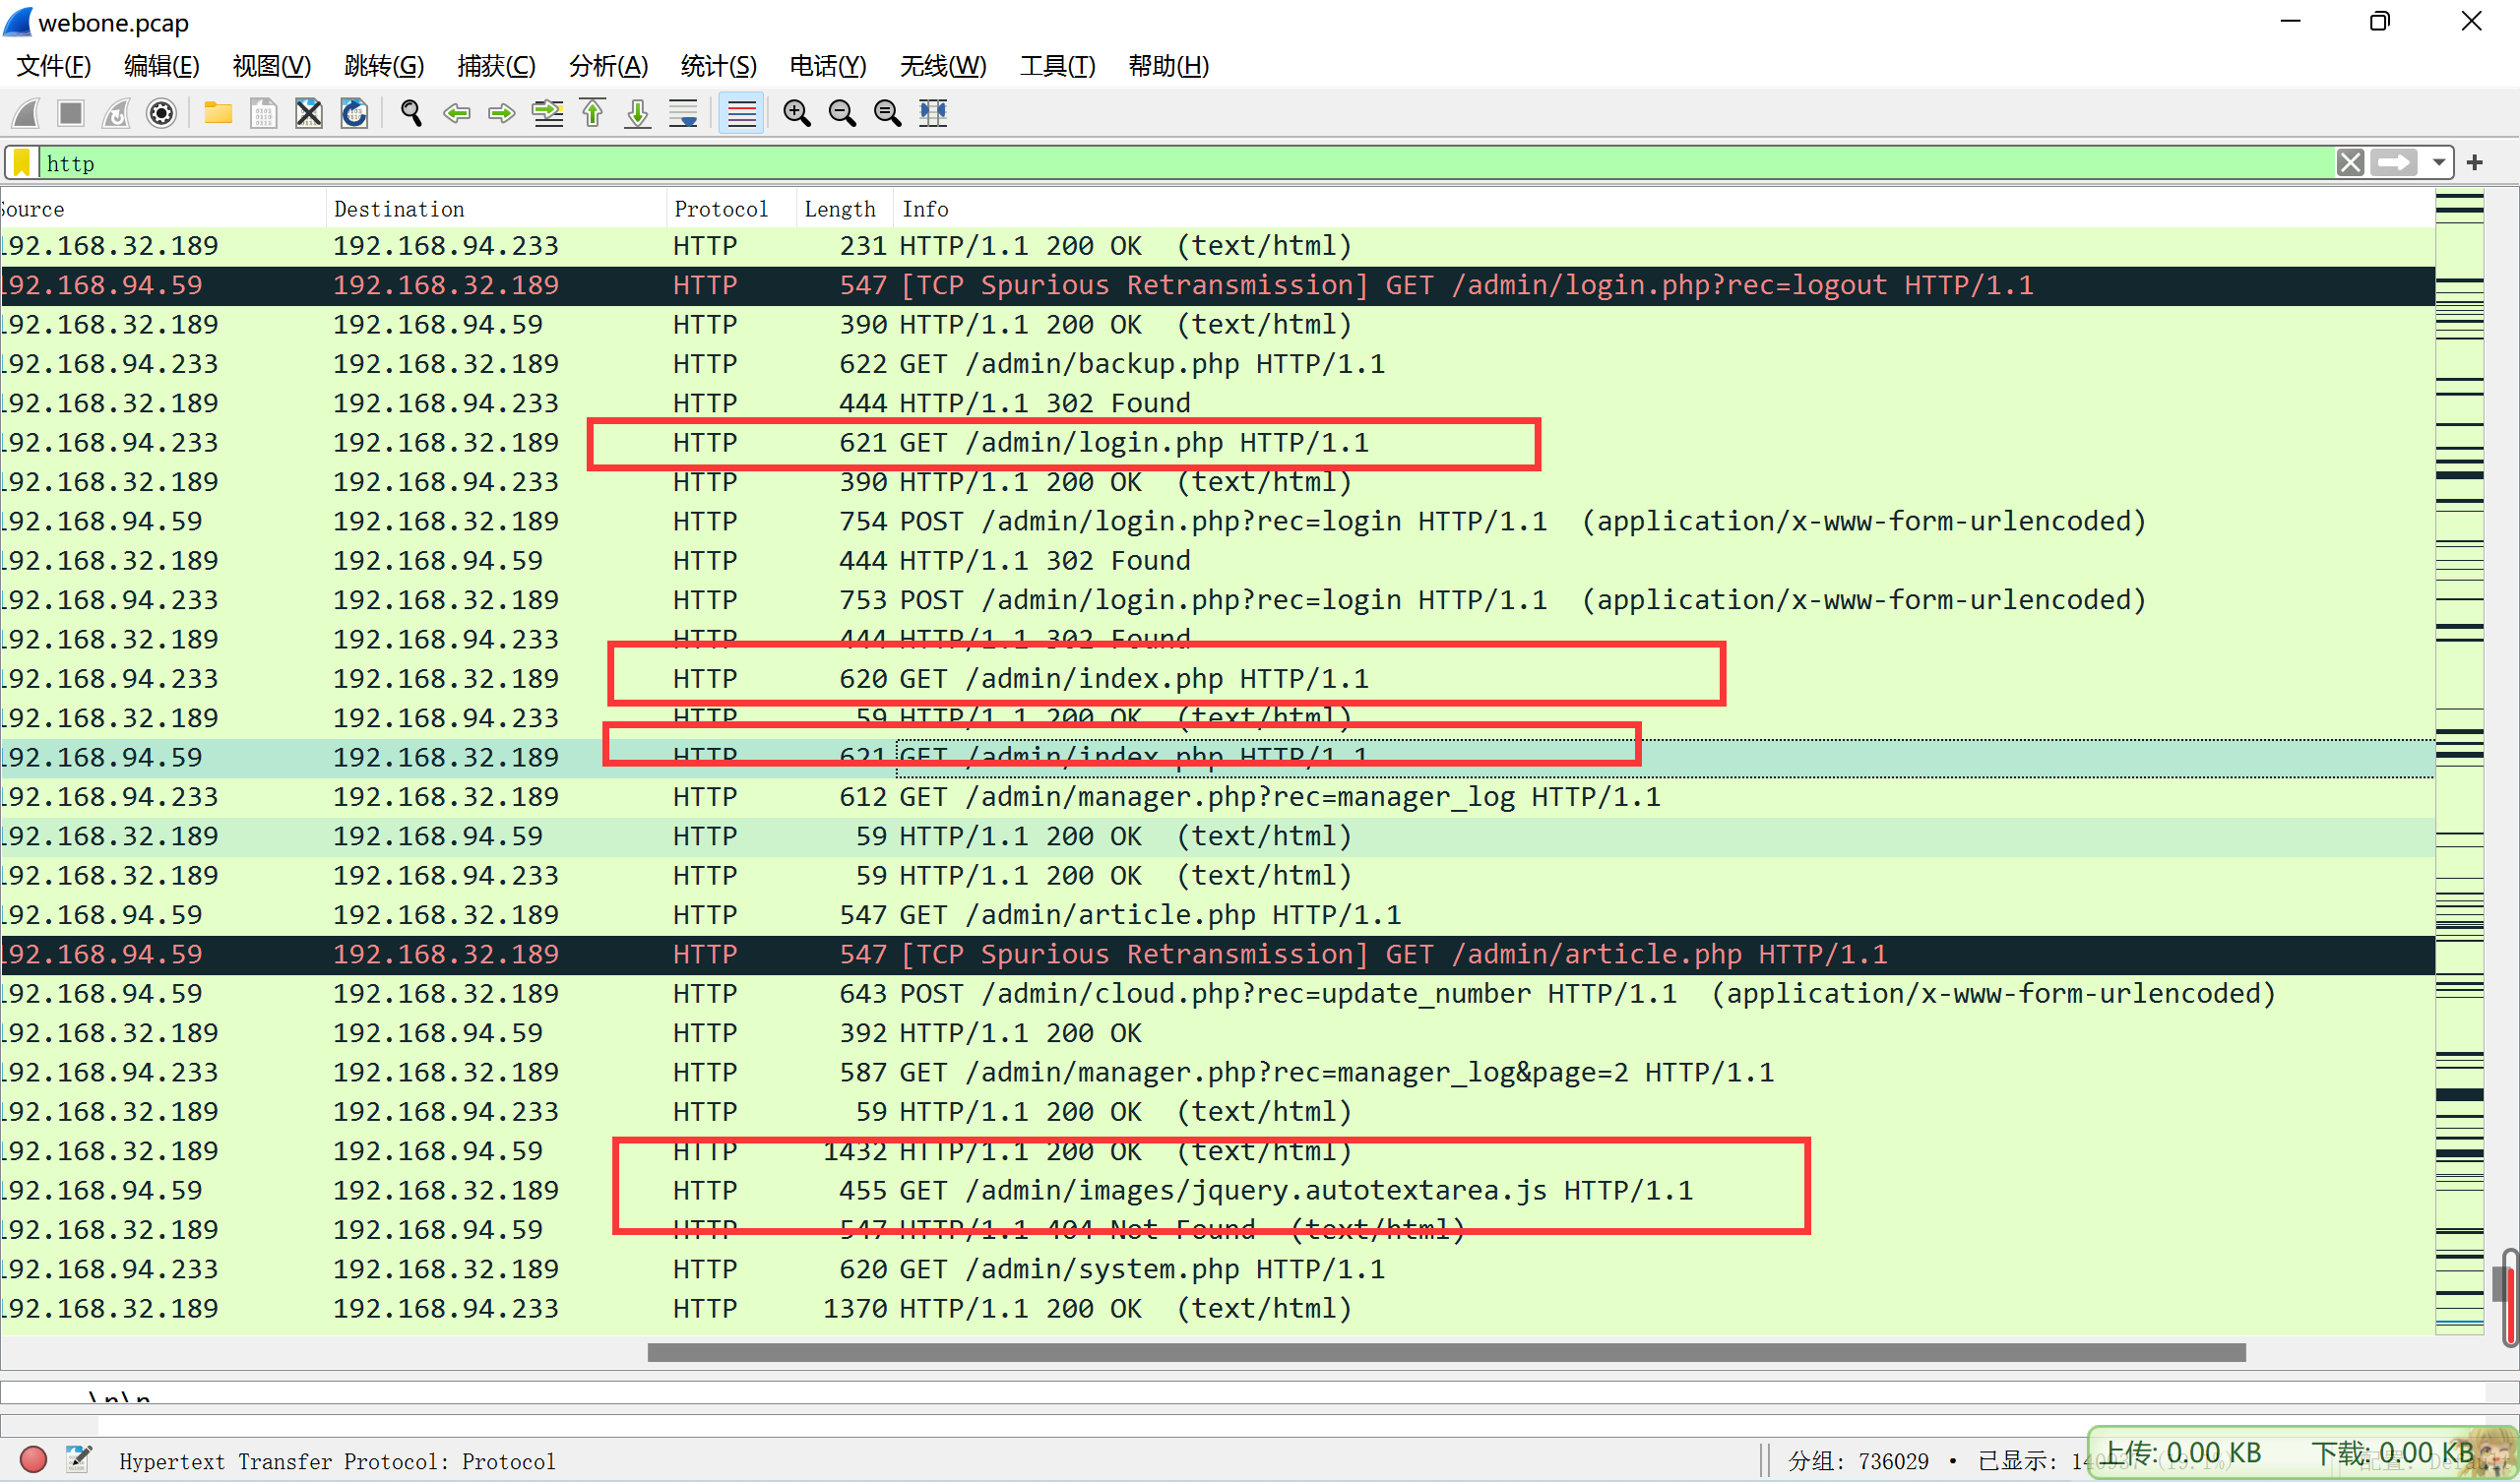 webone.pcap
文件(F) 编辑(E) 视图(V) 跳转(G) 捕获(C) 分析(A) 统计(S) 电话(Y) 无线(W) 工具(T) 帮助(H)
http
Source Destination Protocol Length Info
192.168.32.189 192.168.94.233 HTTP 231 HTTP/1.1 200 OK (text/html)
192.168.94.59 192.168.32.189 HTTP 547 [TCP Spurious Retransmission] GET /admin/login.php?rec=logout HTTP/1.1
192.168.32.189 192.168.94.59 HTTP 390 HTTP/1.1 200 OK (text/html)
192.168.94.233 192.168.32.189 HTTP 622 GET /admin/backup.php HTTP/1.1
192.168.32.189 192.168.94.233 HTTP 444 HTTP/1.1 302 Found
192.168.94.233 192.168.32.189 HTTP 621 GET /admin/login.php HTTP/1.1
192.168.32.189 192.168.94.233 HTTP 390 HTTP/1.1 200 OK (text/html)
192.168.94.59 192.168.32.189 HTTP 754 POST /admin/login.php?rec=login HTTP/1.1 (application/x-www-form-urlencoded)
192.168.32.189 192.168.94.59 HTTP 444 HTTP/1.1 302 Found
192.168.94.233 192.168.32.189 HTTP 753 POST /admin/login.php?rec=login HTTP/1.1 (application/x-www-form-urlencoded)
192.168.32.189 192.168.94.233 HTTP 444 HTTP/1.1 302 Found
192.168.94.233 192.168.32.189 HTTP 620 GET /admin/index.php HTTP/1.1
192.168.32.189 192.168.94.233 HTTP 59 HTTP/1.1 200 OK (text/html)
192.168.94.59 192.168.32.189 HTTP 621 GET /admin/index.php HTTP/1.1
192.168.94.233 192.168.32.189 HTTP 612 GET /admin/manager.php?rec=manager_log HTTP/1.1
192.168.32.189 192.168.94.59 HTTP 59 HTTP/1.1 200 OK (text/html)
192.168.32.189 192.168.94.233 HTTP 59 HTTP/1.1 200 OK (text/html)
192.168.94.59 192.168.32.189 HTTP 547 GET /admin/article.php HTTP/1.1
192.168.94.59 192.168.32.189 HTTP 547 [TCP Spurious Retransmission] GET /admin/article.php HTTP/1.1
192.168.94.59 192.168.32.189 HTTP 643 POST /admin/cloud.php?rec=update_number HTTP/1.1 (application/x-www-form-urlencoded)
192.168.32.189 192.168.94.59 HTTP 392 HTTP/1.1 200 OK
192.168.94.233 192.168.32.189 HTTP 587 GET /admin/manager.php?rec=manager_log&page=2 HTTP/1.1
192.168.32.189 192.168.94.233 HTTP 59 HTTP/1.1 200 OK (text/html)
192.168.32.189 192.168.94.59 HTTP 1432 HTTP/1.1 200 OK (text/html)
192.168.94.59 192.168.32.189 HTTP 455 GET /admin/images/jquery.autotextarea.js HTTP/1.1
192.168.32.189 192.168.94.59 HTTP 547 HTTP/1.1 404 Not Found (text/html)
192.168.94.233 192.168.32.189 HTTP 620 GET /admin/system.php HTTP/1.1
192.168.32.189 192.168.94.233 HTTP 1370 HTTP/1.1 200 OK (text/html)
Hypertext Transfer Protocol: Protocol 分组: 736029 • 已显示:
上传: 0.00 KB 下载: 0.00 KB